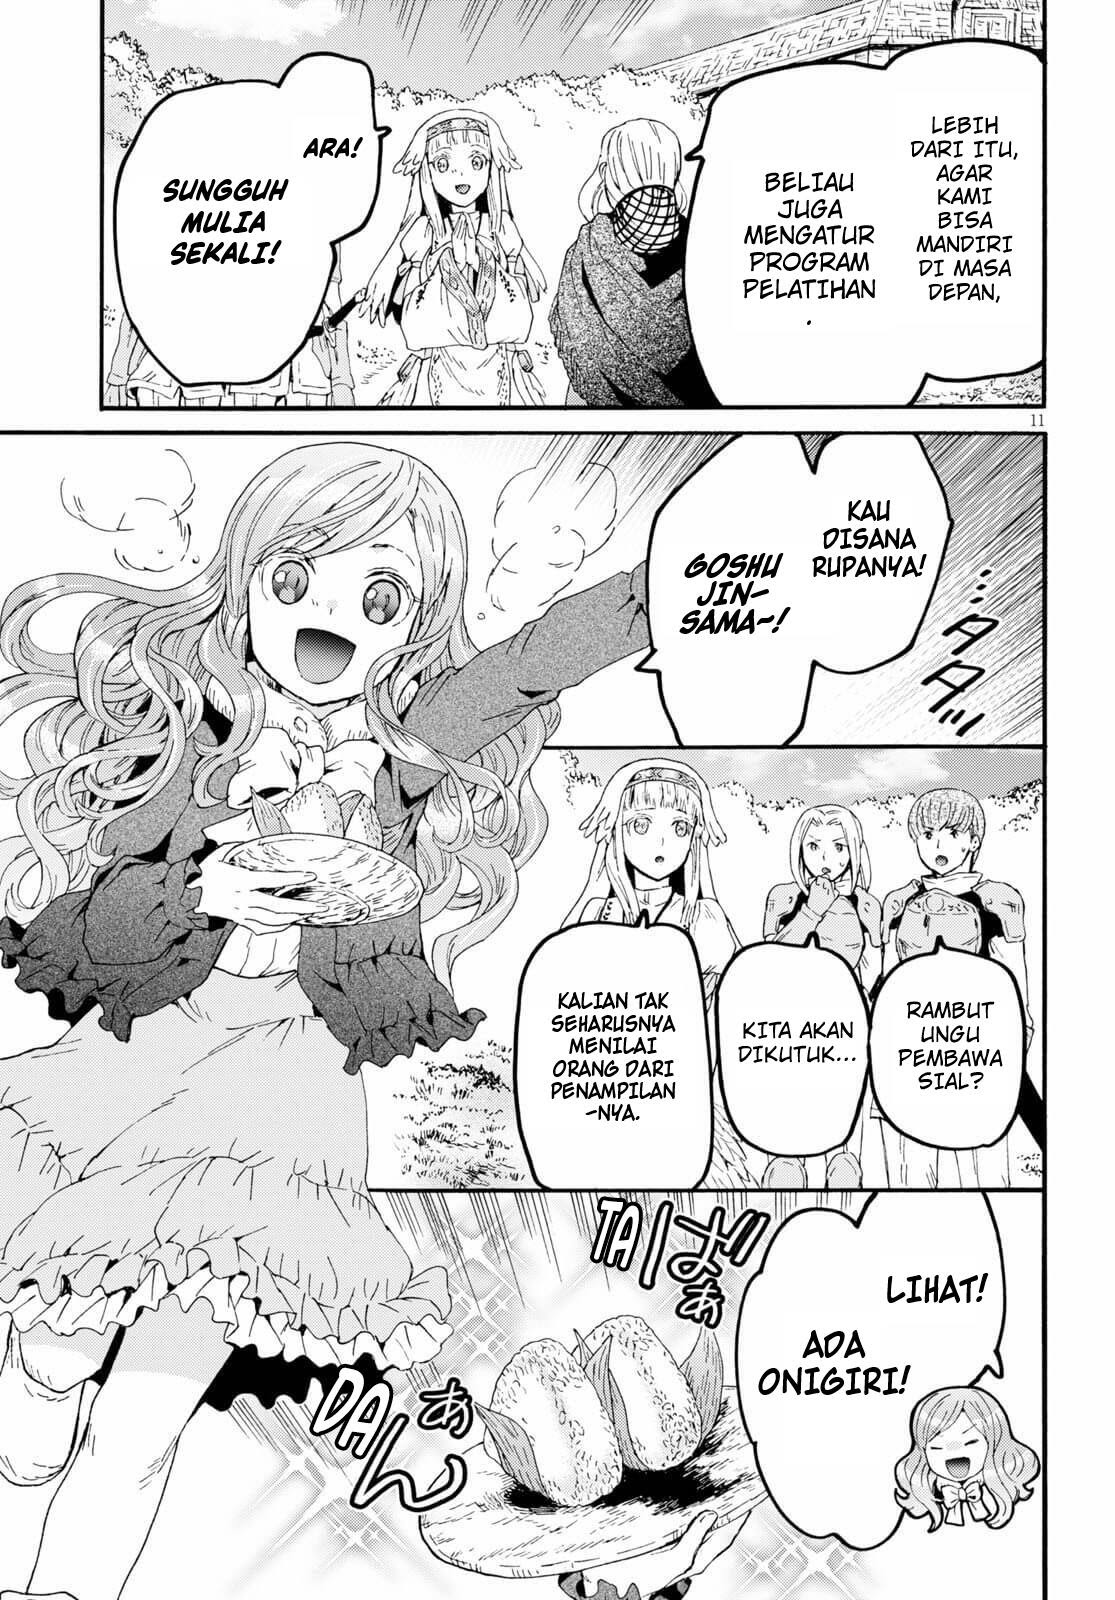 LEBIH
DARI ITU,
AGAR
KAMI
BISA
MANDIRI
DI MASA
DEPAN,
BELIAU
JUGA
MENGATUR
PROGRAM
PELATIHAN
.
ARA!
SUNGGUH
MULIA
SEKALI!
11
KAU
DISANA
RUPANYA!
GOSHU
JIN-
SAMA~!
タタタッ
RAMBUT
UNGU
PEMBAWA
SIAL?
KITA AKAN
DIKUTUK...
KALIAN TAK
SEHARUSNYA
MENILAI
ORANG DARI
PENAMPILAN
-NYA.
LIHAT!
ADA
ONIGIRI!
TA
ばぁ
DA
ぁん